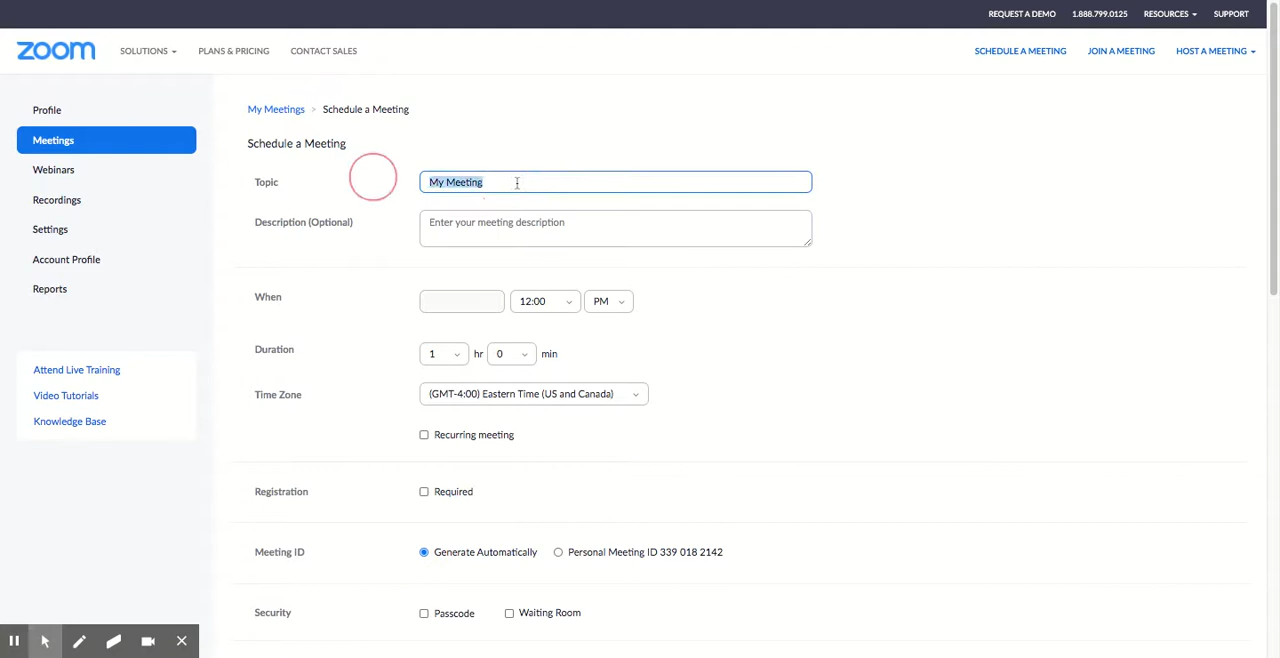 REQUEST A DEMO 1.888.799.0125 RESOURCES SUPPORT
zoom SOLUTIONS PLANS & PRICING CONTACT SALES SCHEDULE A MEETING JOIN A MEETING HOST A MEETING
Profile
Meetings
Webinars
Recordings
Settings
Account Profile
Reports
Attend Live Training
Video Tutorials
Knowledge Base
My Meetings > Schedule a Meeting
Schedule a Meeting
Topic My Meeting
Description (Optional) Enter your meeting description
When 12:00 PM
Duration 1 hr 0 min
Time Zone (GMT-4:00) Eastern Time (US and Canada)
Recurring meeting
Registration Required
Meeting ID Generate Automatically Personal Meeting ID 339 018 2142
Security Passcode Waiting Room